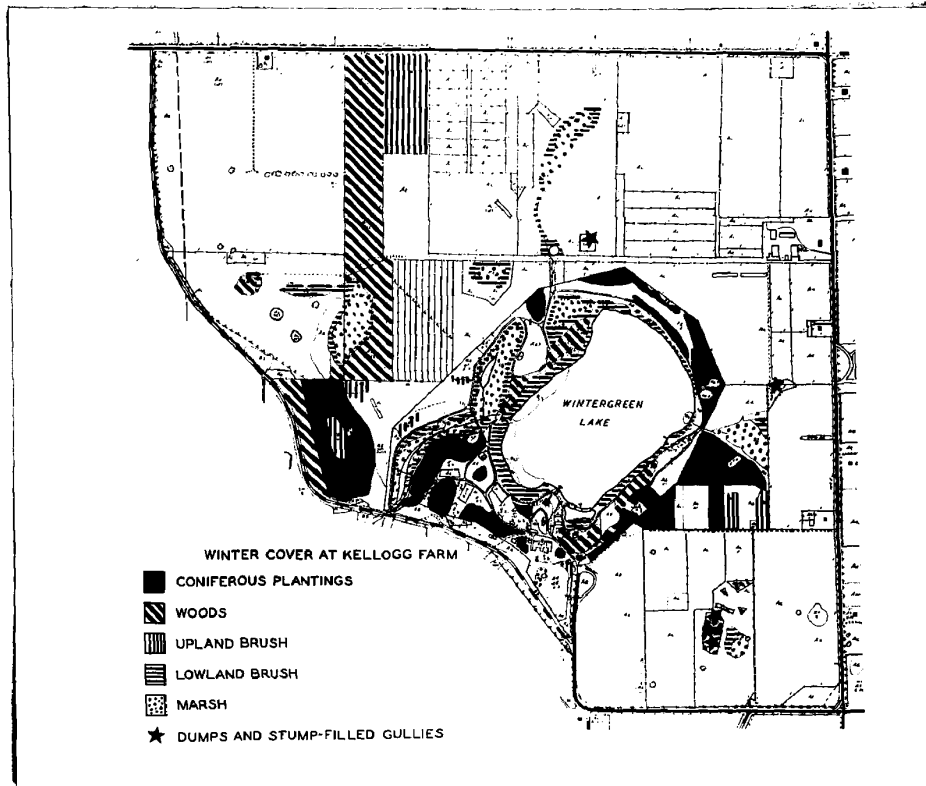 WINTERGREEN
LAKE
WINTER COVER AT KELLOGG FARM
CONIFEROUS PLANTINGS
WOODS
UPLAND BRUSH
LOWLAND BRUSH
MARSH
DUMPS AND STUMP-FILLED GULLIES